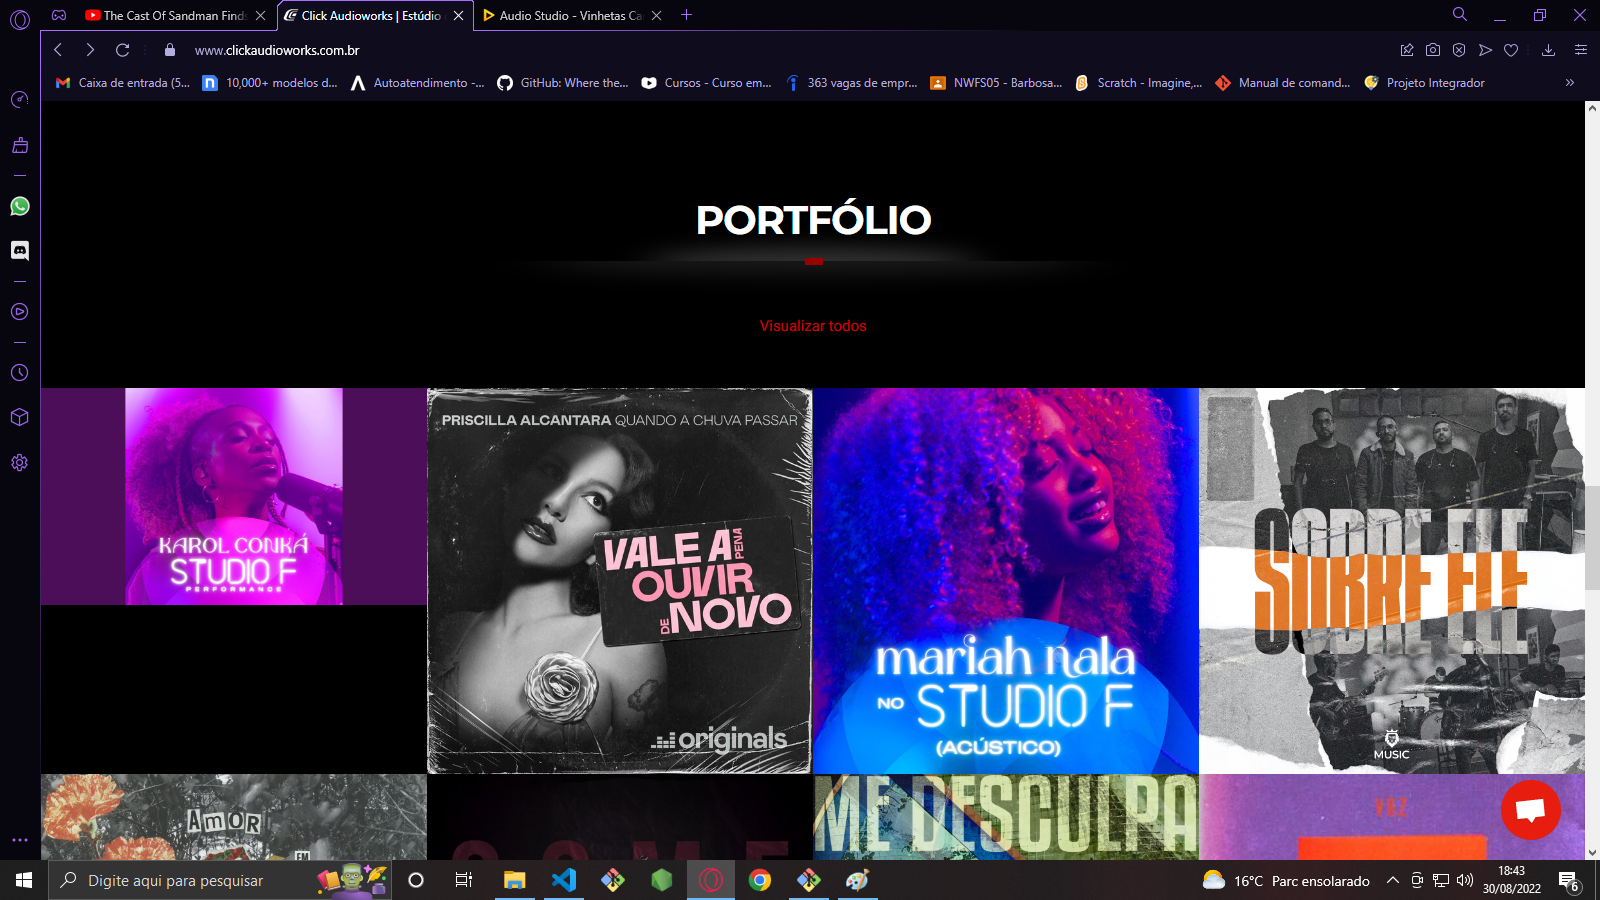 The Cast Of Sandman Find
Click Audioworks | Estúdio
Audio Studio - Vinhetas Ca
www.clickaudioworks.com.br
Caixa de entrada (5...
10,000+ modelos d...
Autoatendimento -...
GitHub: Where the...
Cursos - Curso em...
363 vagas de empr...
NWFS05 - Barbosa...
Scratch - Imagine,...
Manual de comand...
Projeto Integrador
PORTFÓLIO
Visualizar todos
KAROL CONKÁ
STUDIO F
PERFORMANCE
PRISCILLA ALCANTARA QUANDO A CHUVA PASSAR
VALE A PENA
OUVIR
DE NOVO
originals
mariah nala
NO STUDIO F
(ACÚSTICO)
SOBRE ELE
SOBRE ELE
MUSIC
AMOR
EM
ME DESCULPA
VEZ
Digite aqui para pesquisar
16°C Parc ensolarado
18:43
30/08/2022
6